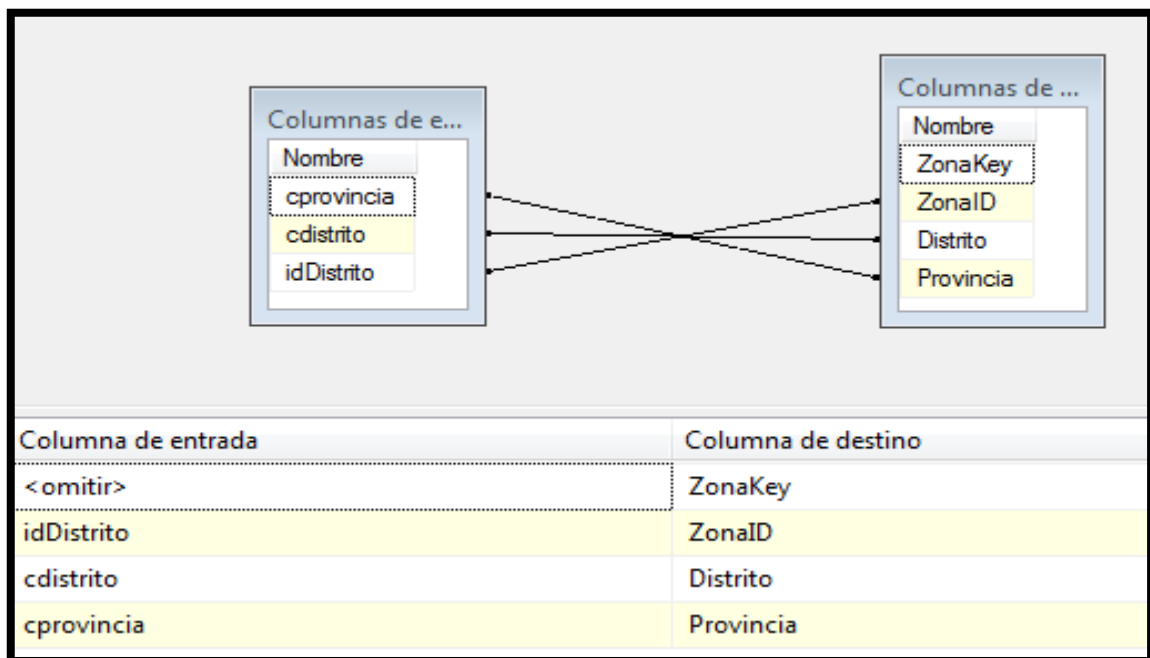 Columnas de e...
Nombre
cprovincia
cdistrito
idDistrito
Columnas de ...
Nombre
ZonaKey
ZonaID
Distrito
Provincia
Columna de entrada Columna de destino
<omitir> ZonaKey
idDistrito ZonaID
cdistrito Distrito
cprovincia Provincia